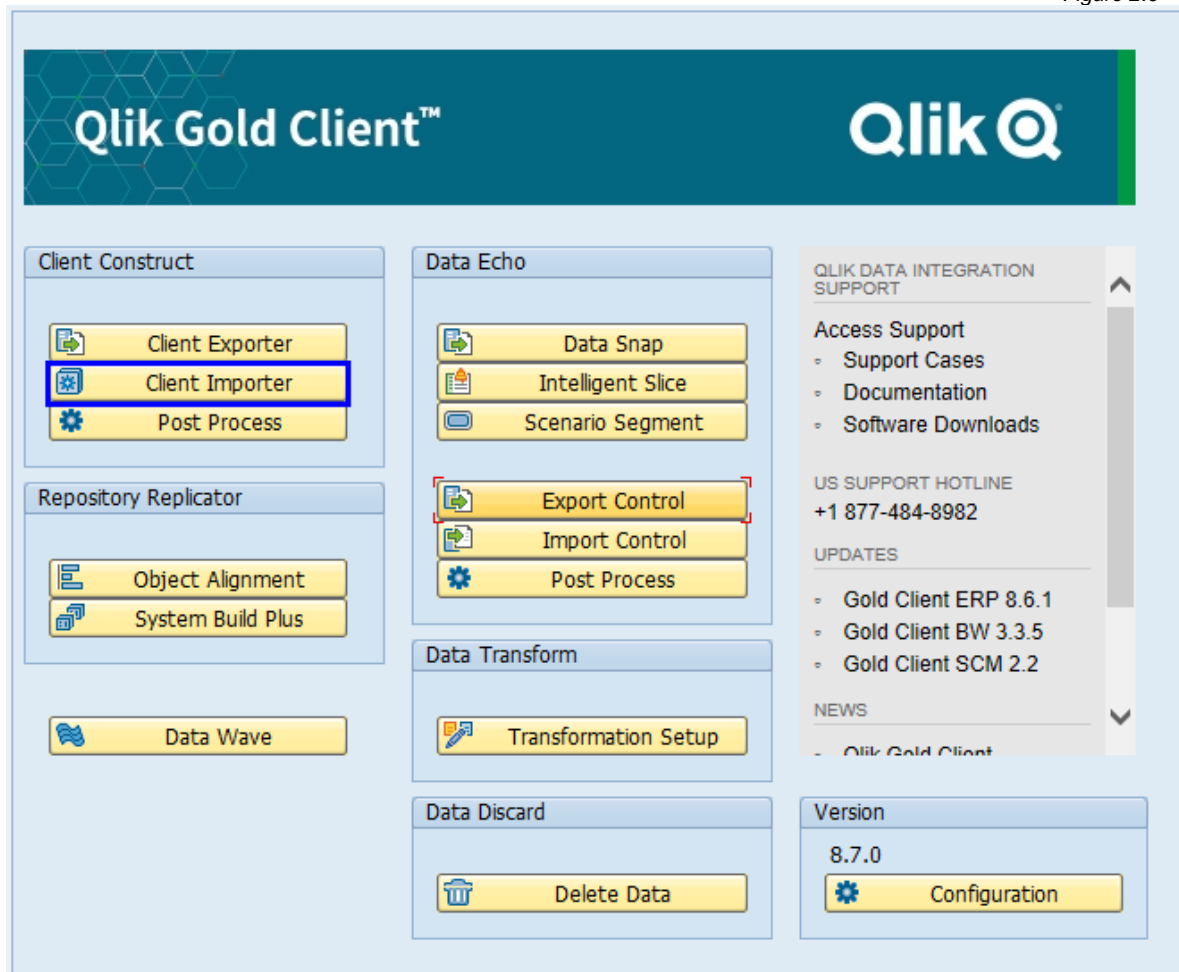 Qlik Gold Client™
Qlik
Client Construct
Client Exporter
Client Importer
Post Process
Repository Replicator
Object Alignment
System Build Plus
Data Wave
Data Echo
Data Snap
Intelligent Slice
Scenario Segment
Export Control
Import Control
Post Process
Data Transform
Transformation Setup
Data Discard
Delete Data
QLIK DATA INTEGRATION
SUPPORT
Access Support
Support Cases
Documentation
Software Downloads
US SUPPORT HOTLINE
+1 877-484-8982
UPDATES
Gold Client ERP 8.6.1
Gold Client BW 3.3.5
Gold Client SCM 2.2
NEWS
Qlik Gold Client
Version
8.7.0
Configuration